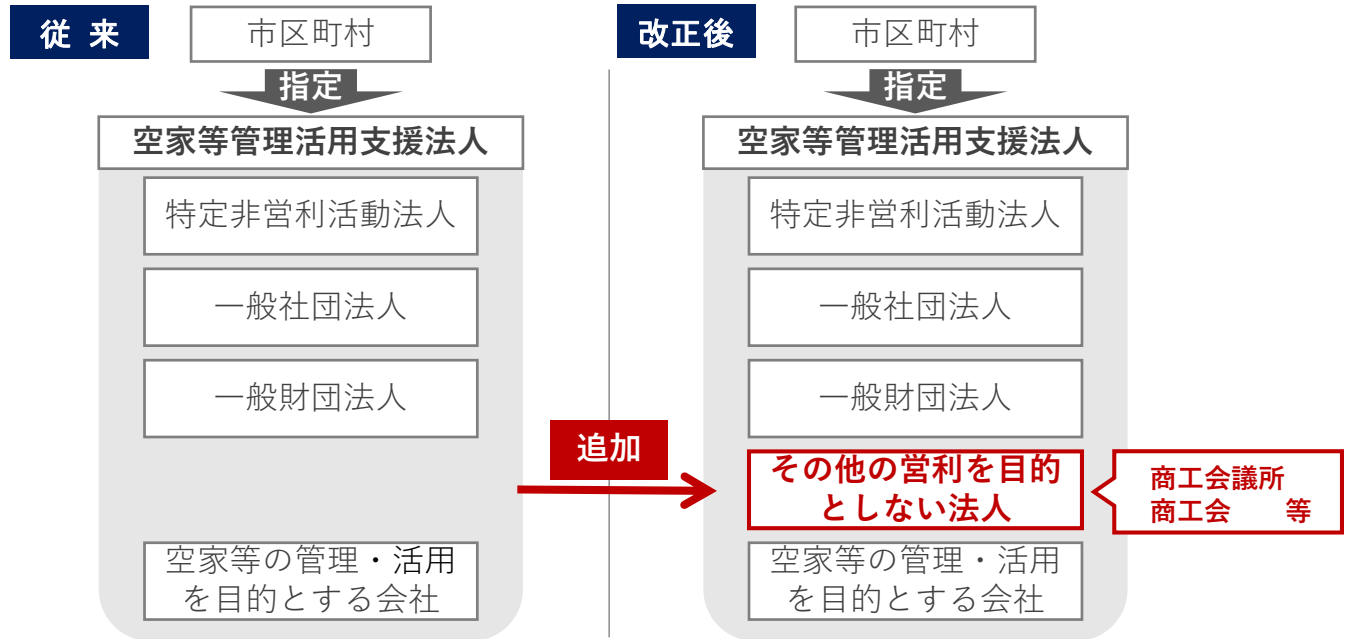 従 来
市区町村
指定
空家等管理活用支援法人
特定非営利活動法人
一般社団法人
一般財団法人
空家等の管理・活用
を目的とする会社
追加
改正後
市区町村
指定
空家等管理活用支援法人
特定非営利活動法人
一般社団法人
一般財団法人
その他の営利を目的
としない法人
商工会議所
商工会 等
空家等の管理・活用
を目的とする会社